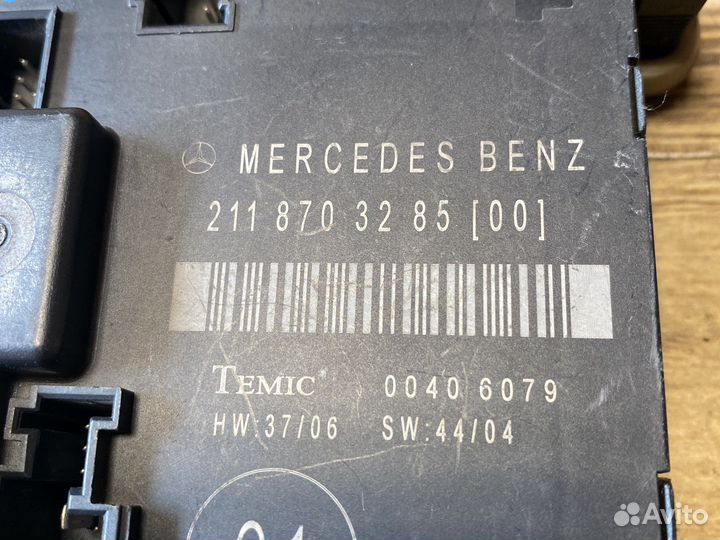 MERCEDES BENZ
211 870 32 85 [00]
TEMIC 0040 6079
HW:37/06 SW:44/04
Avito